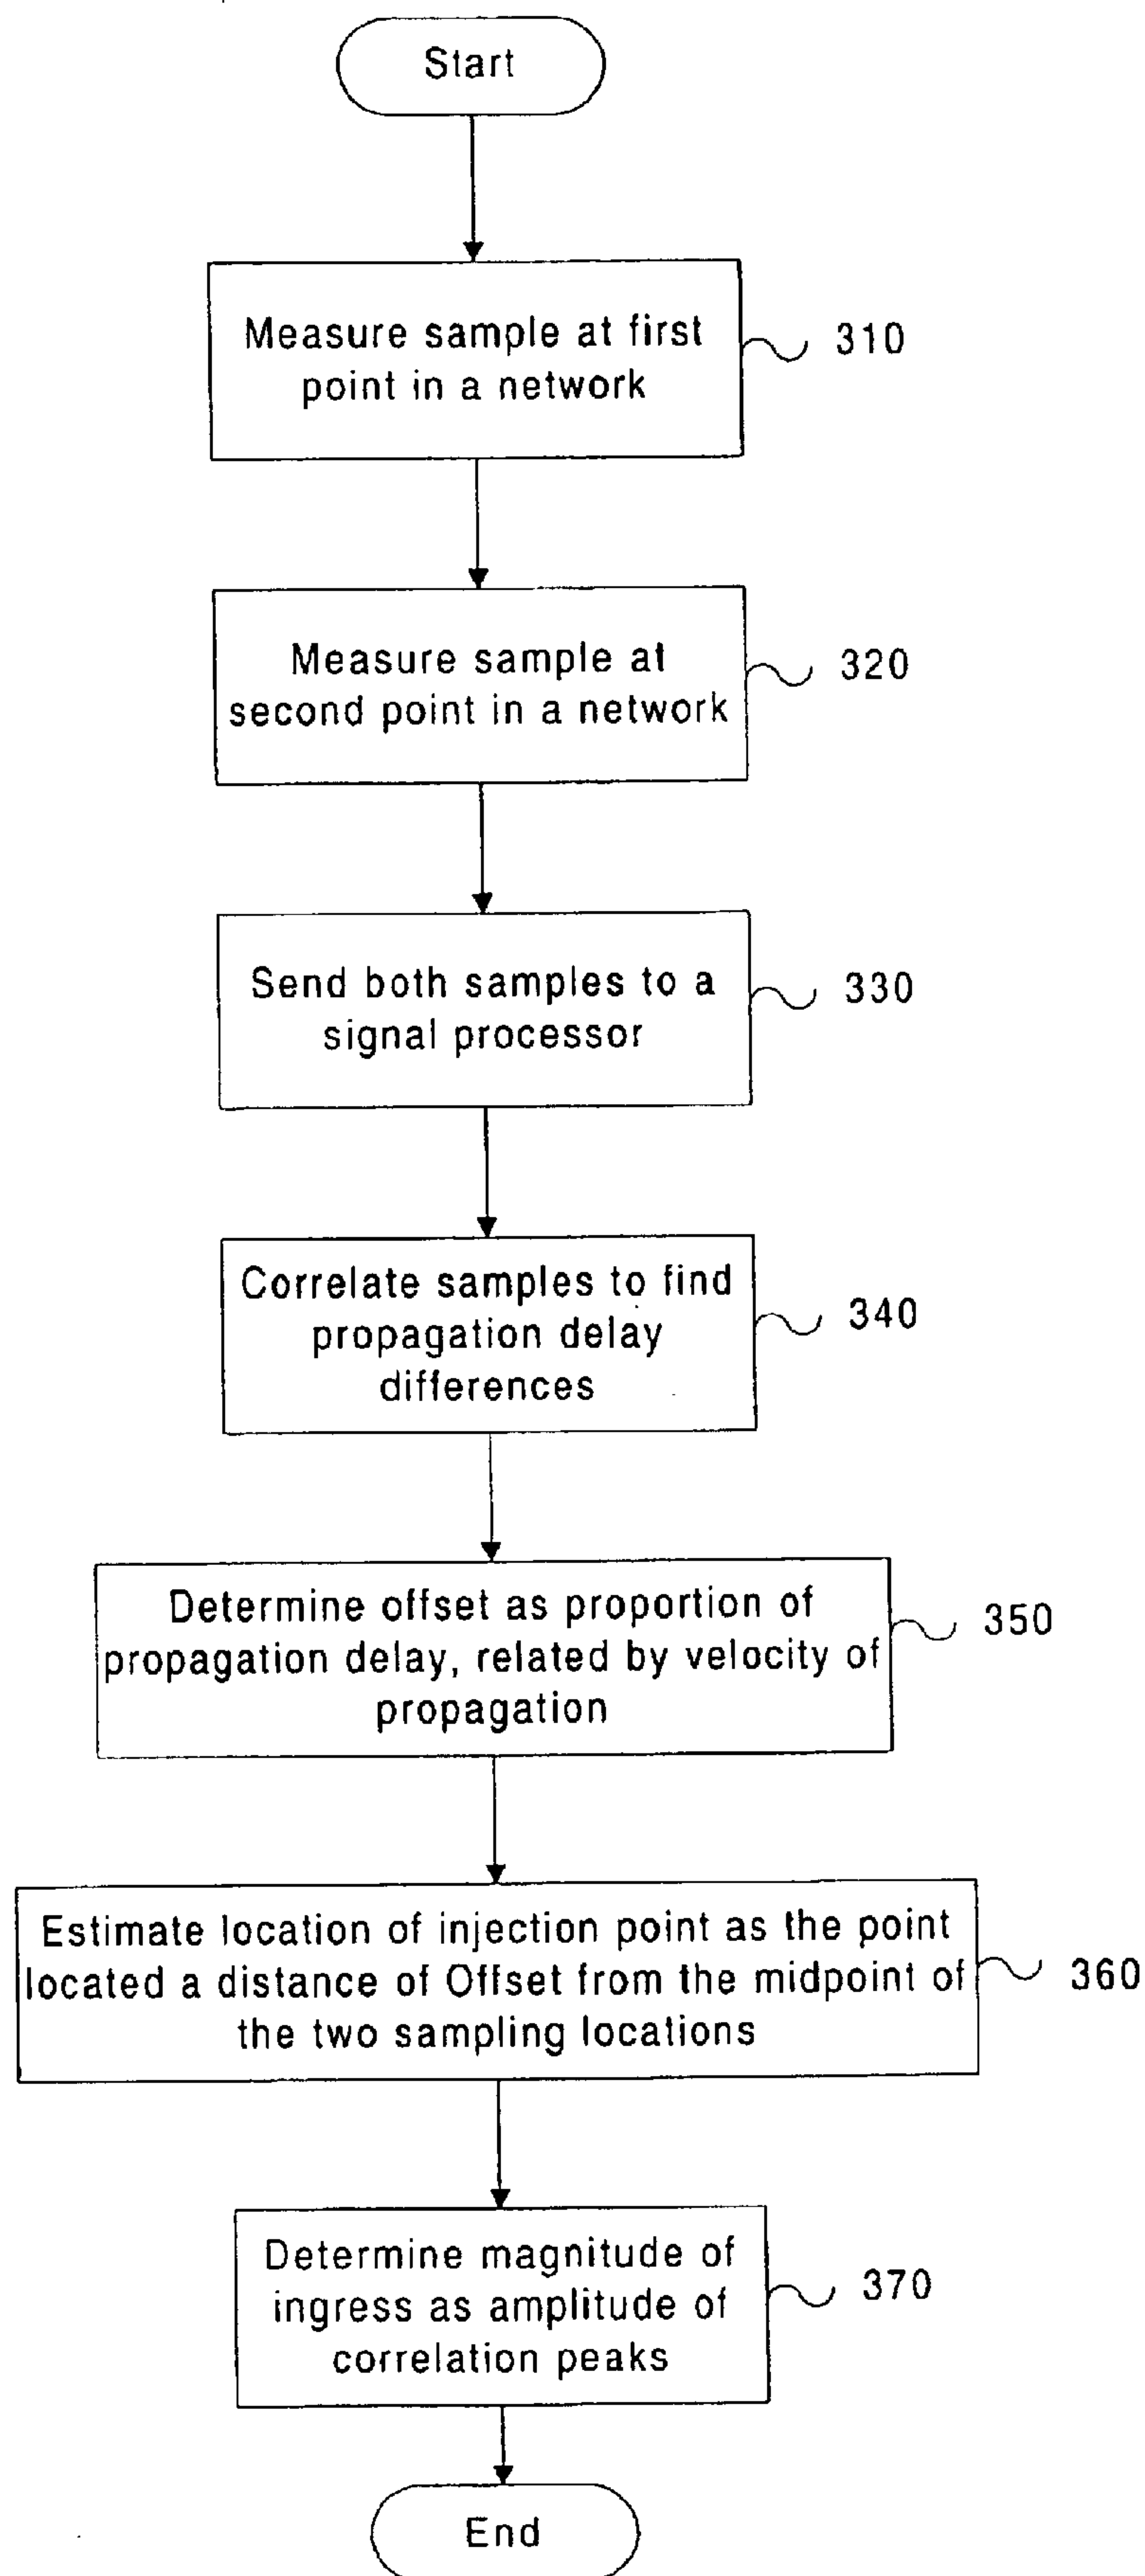 Start
Measure sample at first
point in a network
310
Measure sample at
second point in a network
320
Send both samples to a
signal processor
330
Correlate samples to find
propagation delay
differences
340
Determine offset as proportion of
propagation delay, related by velocity of
propagation
350
Estimate location of injection point as the point
located a distance of Offset from the midpoint of
the two sampling locations
360
Determine magnitude of
ingress as amplitude of
correlation peaks
370
End